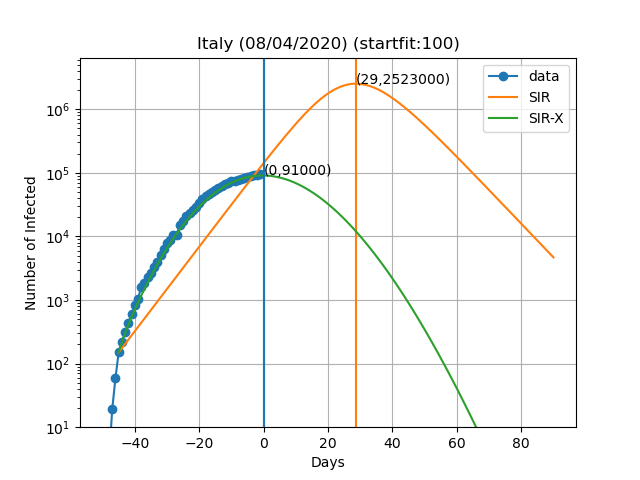 Italy (08/04/2020) (startfit:100)
data
SIR
SIR-X
(29,2523000)
(0,91000)
Number of Infected
10^6
10^5
10^4
10^3
10^2
10^1
−40 −20 0 20 40 60 80
Days